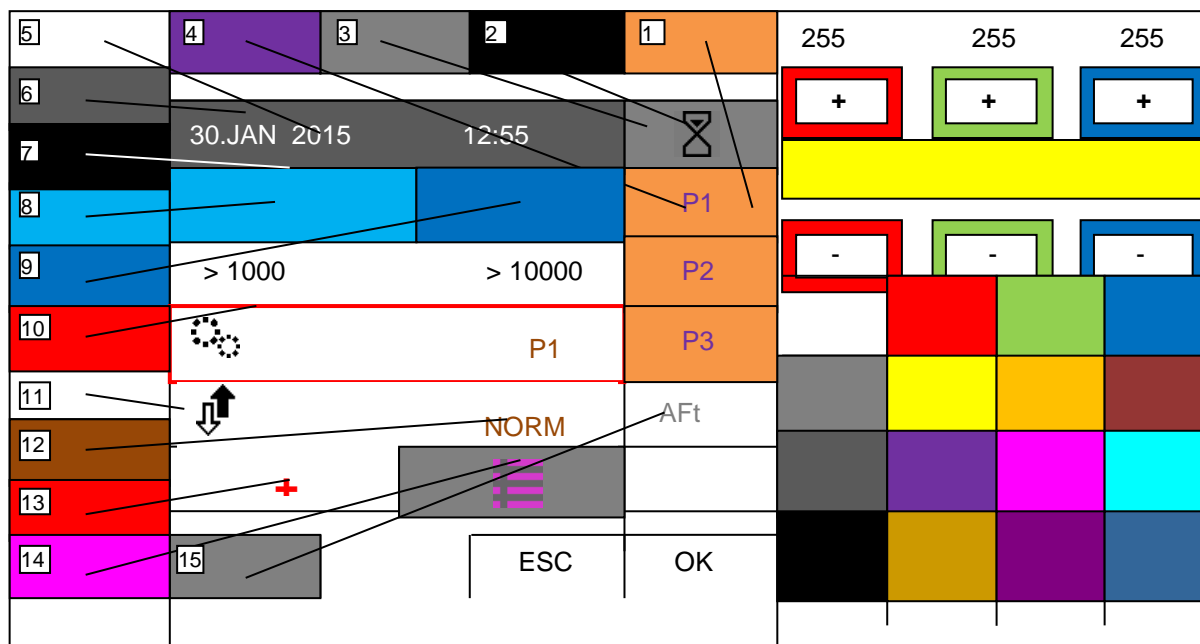 5 4 3 2 1 255 255 255
6 + + +
30.JAN 2015 12:55
7
8 P1
9 > 1000 > 10000 P2 - - -
10 P1 P3
11 AFt
12 NORM
13 +
14 15 ESC OK